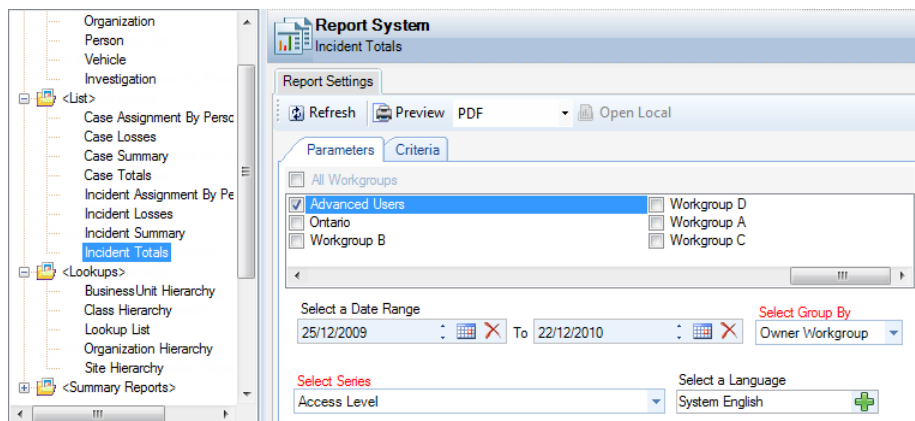 Organization
Person
Vehicle
Investigation
<List>
Case Assignment By Persc
Case Losses
Case Summary
Case Totals
Incident Assignment By Pe
Incident Losses
Incident Summary
Incident Totals
<Lookups>
BusinessUnit Hierarchy
Class Hierarchy
Lookup List
Organization Hierarchy
Site Hierarchy
<Summary Reports>
Report System
Incident Totals
Report Settings
Refresh Preview PDF Open Local
Parameters Criteria
All Workgroups
Advanced Users Workgroup D
Ontario Workgroup A
Workgroup B Workgroup C
Select a Date Range Select Group By
25/12/2009 To 22/12/2010 Owner Workgroup
Select Series Select a Language
Access Level System English